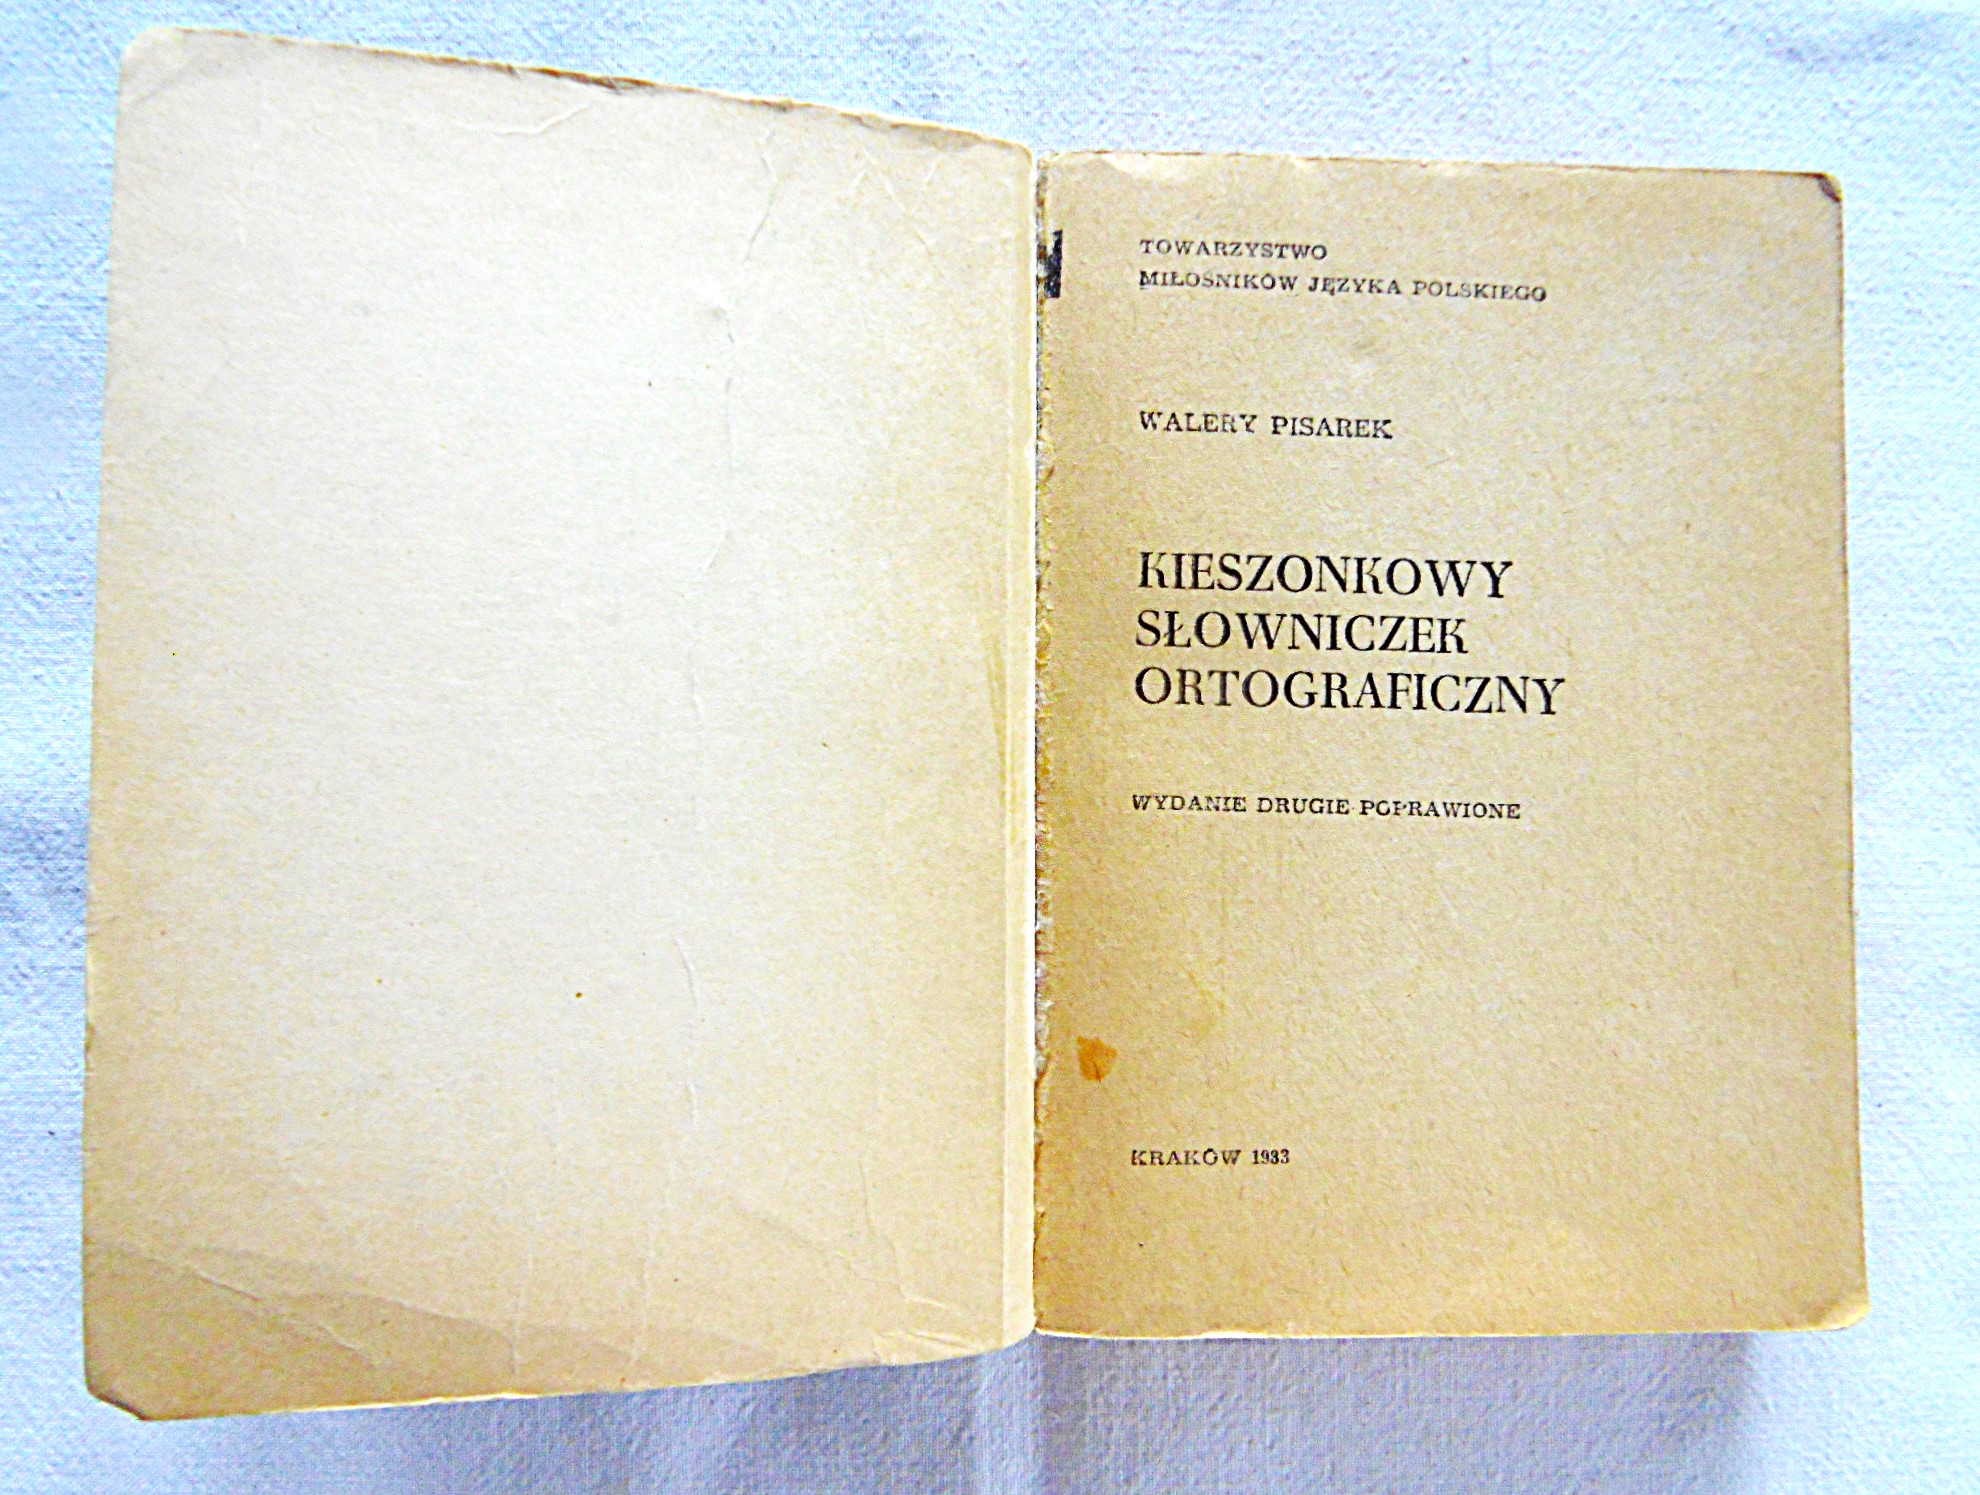 TOWARZYSTWO
MIŁOŚNIKÓW JĘZYKA POLSKIEGO
WALERY PISAREK
KIESZONKOWY
SŁOWNICZEK
ORTOGRAFICZNY
WYDANIE DRUGIE POPRAWIONE
KRAKÓW 1983